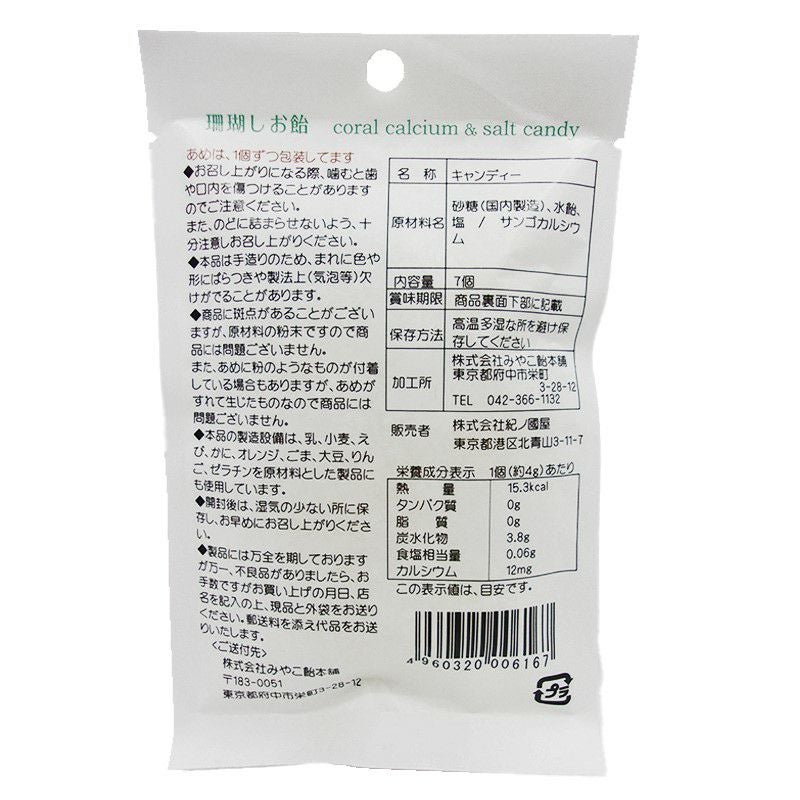 珊瑚しお飴 coral calcium & salt candy
あめは、1個ずつ包装してます
◆お召し上がりになる際、噛むと歯
や口内を傷つけることがあります
のでご注意ください。
また、のどに詰まらせないよう、十
分注意しお召し上がりください。
◆本品は手造りのため、まれに色や
形にばらつきや製法上(気泡等)欠
けがでることがあります。
◆商品に斑点があることがござい
ますが、原材料の粉末ですので商
品には問題ございません。
また、あめに粉のようなものが付着
している場合もありますが、あめが
すれて生じたものなので商品には
問題ございません。
◆本品の製造設備は、乳、小麦、え
び、かに、オレンジ、ごま、大豆、りん
ご、ゼラチンを原材料とした製品に
も使用しています。
◆開封後は、湿気の少ない所に保
存し、お早めにお召し上がりくださ
い。
◆製品には万全を期しております
が万一、不良品がありましたら、お
手数ですがお買い上げの月日、店
名を記入の上、現品と外袋をお送り
ください。郵送料を添え代品をお送
りいたします。
<ご送付先>
株式会社みやこ飴本舗
〒183-0051
東京都府中市栄町3-28-12
名 称 キャンディー
原材料名 砂糖(国内製造)、水飴、
塩 / サンゴカルシウ
ム
内容量 7個
賞味期限 商品裏面下部に記載
保存方法 高温多湿な所を避け保
存してください
加工所 株式会社みやこ飴本舗
東京都府中市栄町
3-28-12
TEL 042-366-1132
販売者 株式会社紀ノ國屋
東京都港区北青山3-11-7
栄養成分表示 1個(約4g)あたり
熱 量 15.3kcal
タンパク質 0g
脂 質 0g
炭水化物 3.8g
食塩相当量 0.06g
カルシウム 12mg
この表示値は、目安です。
4 960320 006167
プラ